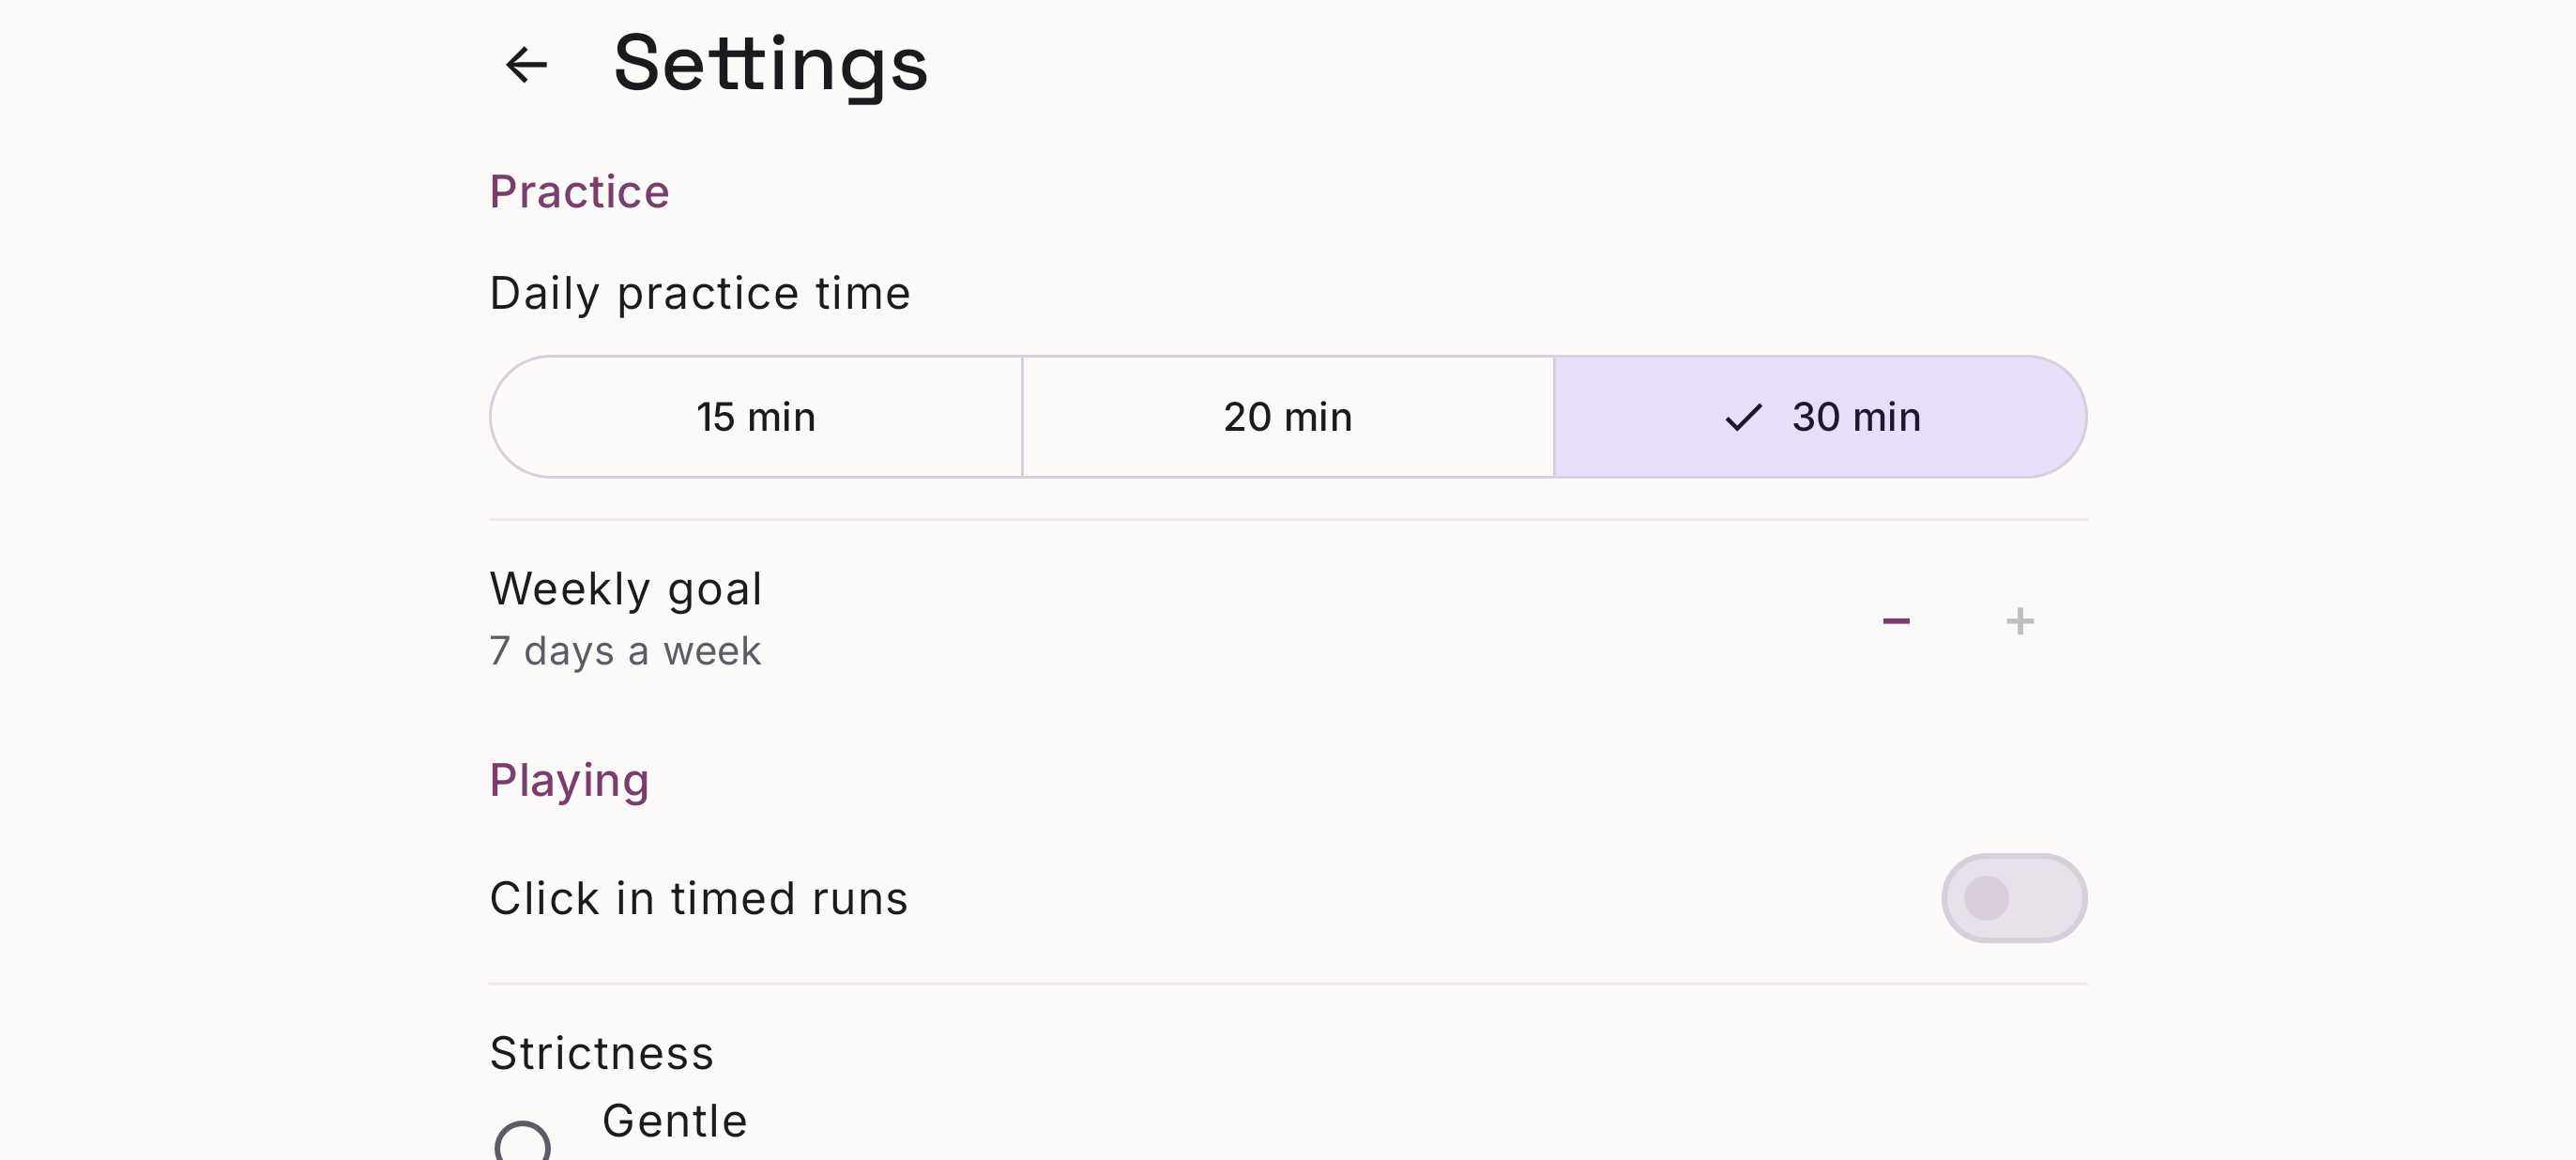 Settings
Practice
Daily practice time
15 min
20 min
30 min
Weekly goal
7 days a week
Playing
Click in timed runs
Strictness
Gentle